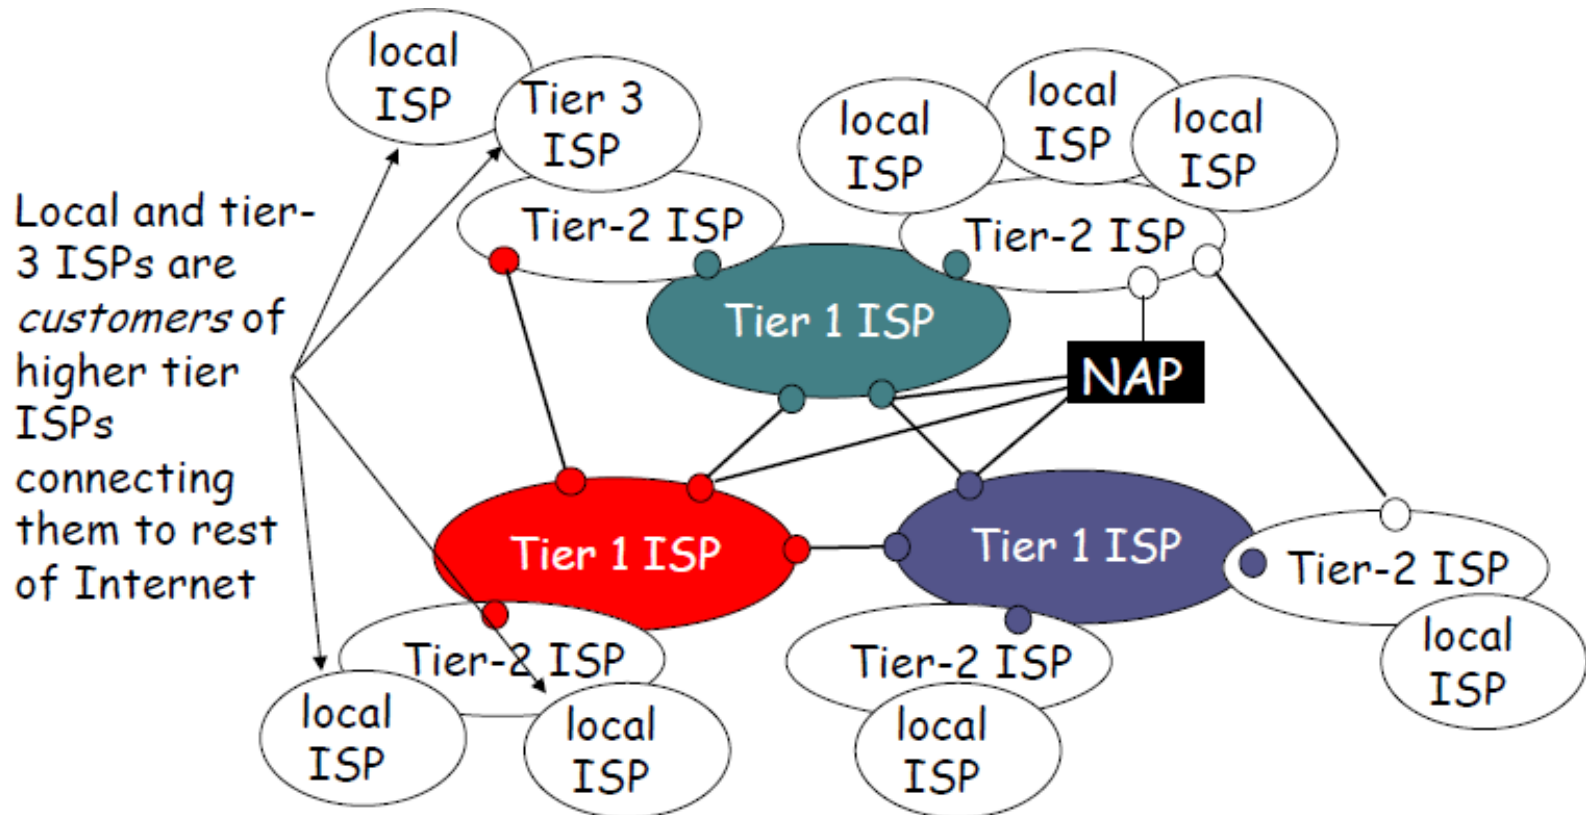 local
ISP
Tier 3
ISP
local
ISP
local
ISP
local
ISP
Local and tier-
3 ISPs are
customers of
higher tier
ISPs
connecting
them to rest
of Internet
Tier-2 ISP
Tier-2 ISP
Tier 1 ISP
NAP
Tier 1 ISP
Tier 1 ISP
Tier-2 ISP
Tier-2 ISP
Tier-2 ISP
local
ISP
local
ISP
local
ISP
local
ISP